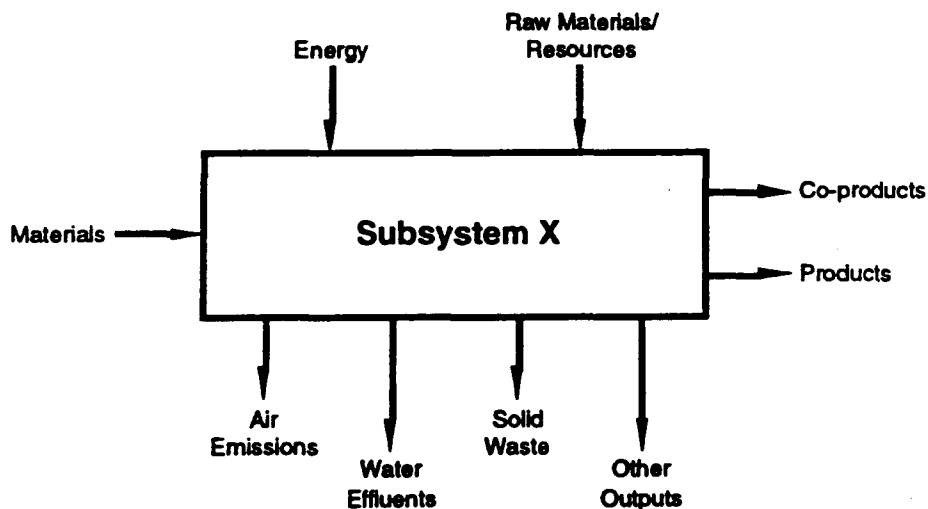 Raw Materials/
Resources
Energy
Co-products
Materials
Subsystem X
Products
Air
Emissions
Solid
Waste
Water
Effluents
Other
Outputs